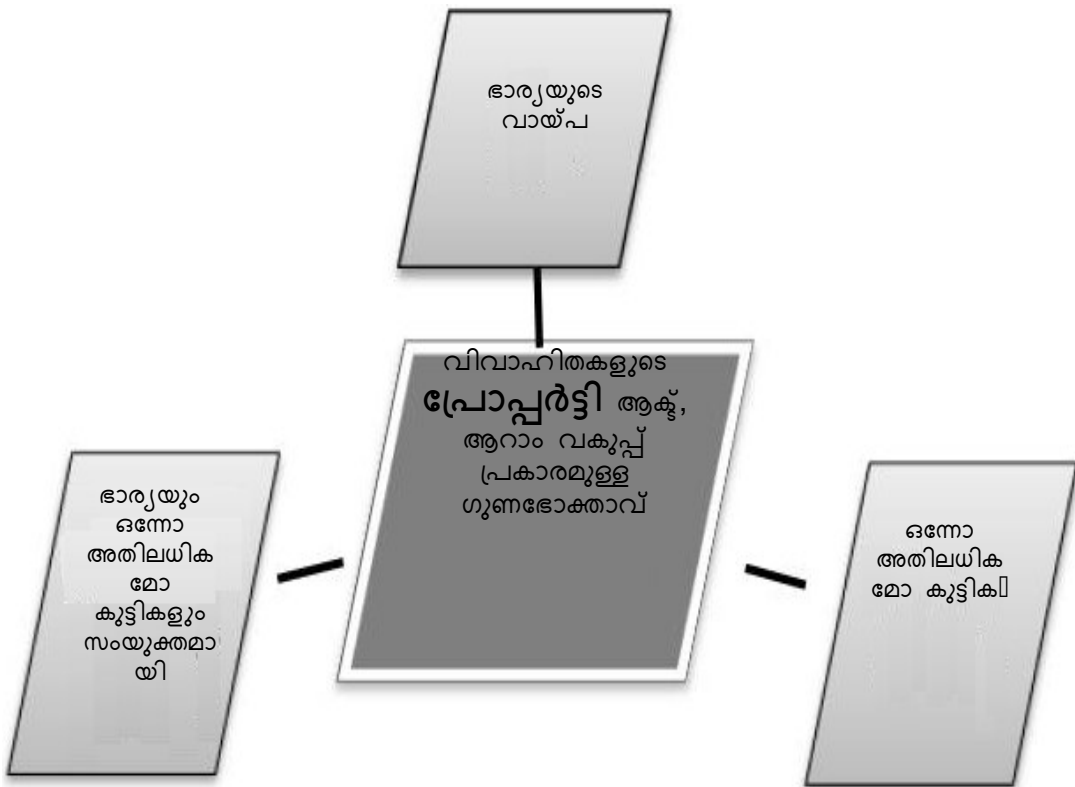 ഭാര്യയുടെ
വായ്പ
വിവാഹിതകളുടെ
പ്രോപ്പർട്ടി ആക്ട്,
ആറാം വകുപ്പ്
പ്രകാരമുള്ള
ഗുണഭോക്താവ്
ഭാര്യയും
ഒന്നോ
അതിലധിക
മോ
കുട്ടികളും
സംയുക്തമാ
യി
ഒന്നോ
അതിലധിക
മോ